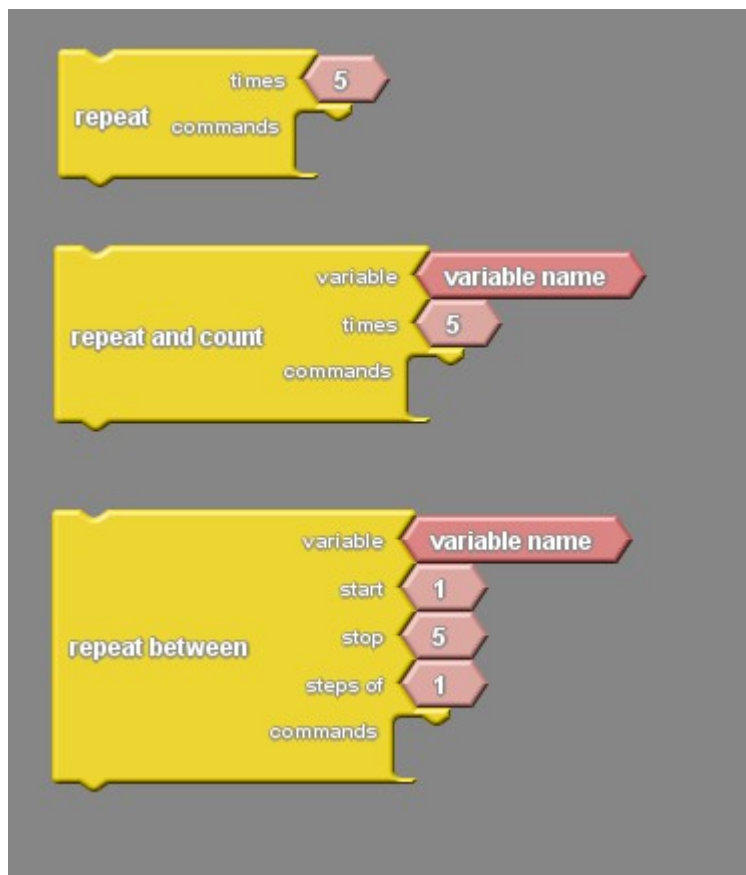 times 5
repeat
commands
variable variable name
times 5
repeat and count
commands
variable variable name
start 1
stop 5
repeat between
steps of 1
commands